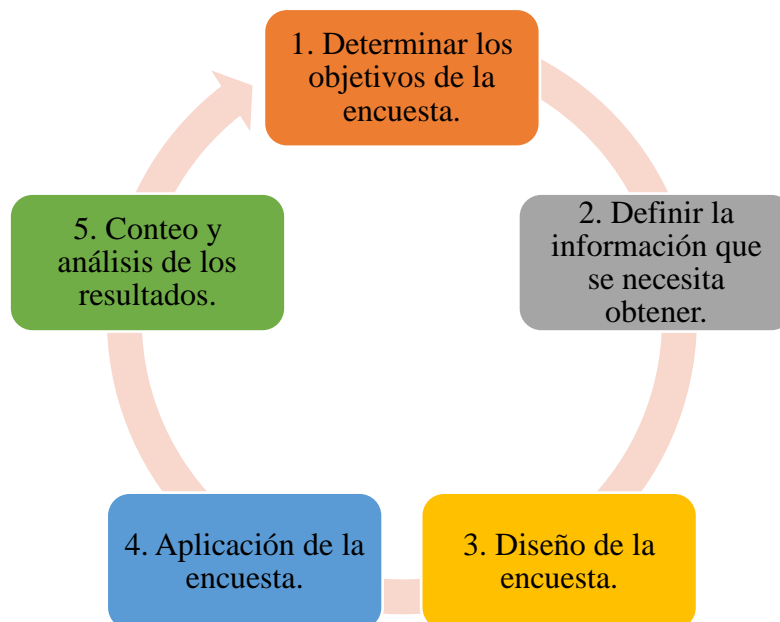 1. Determinar los
objetivos de la
encuesta.
2. Definir la
información que
se necesita
obtener.
3. Diseño de la
encuesta.
4. Aplicación de la
encuesta.
5. Conteo y
análisis de los
resultados.